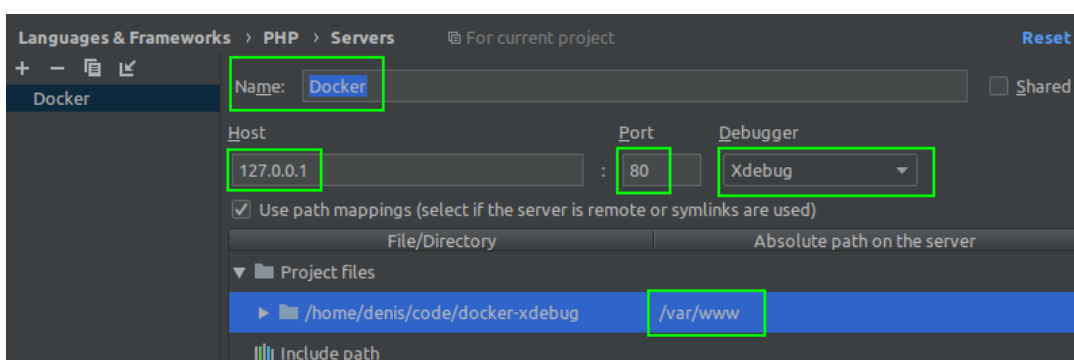 Languages & Frameworks › PHP › Servers For current project Reset
Docker
Name: Docker Shared
Host Port Debugger
127.0.0.1 : 80 Xdebug
Use path mappings (select if the server is remote or symlinks are used)
File/Directory Absolute path on the server
Project files
/home/denis/code/docker-xdebug /var/www
Include path